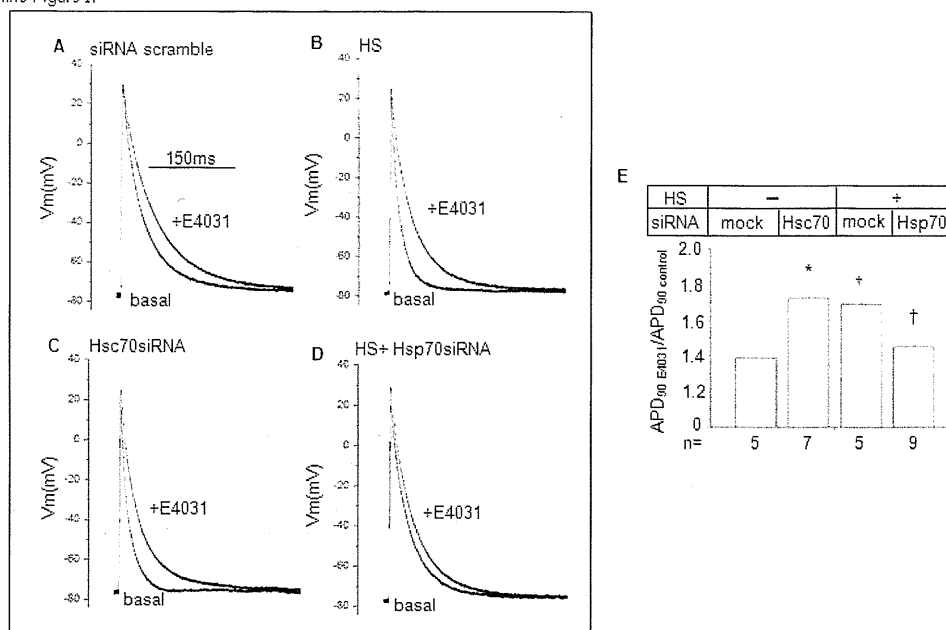 A siRNA scramble
40
20
0
-20
-40
-60
-80
Vm(mV)
150ms
+E4031
basal
B HS
40
20
0
-20
-40
-60
-80
Vm(mV)
+E4031
basal
C Hsc70siRNA
40
20
0
-20
-40
-60
-80
Vm(mV)
+E4031
basal
D HS+ Hsp70siRNA
40
20
0
-20
-40
-60
-80
Vm(mV)
+E4031
basal
E
HS − +
siRNA mock Hsc70 mock Hsp70
2.0
1.8
1.6
1.4
1.2
0
APD90 E4031/APD90 control
* † †
n= 5 7 5 9